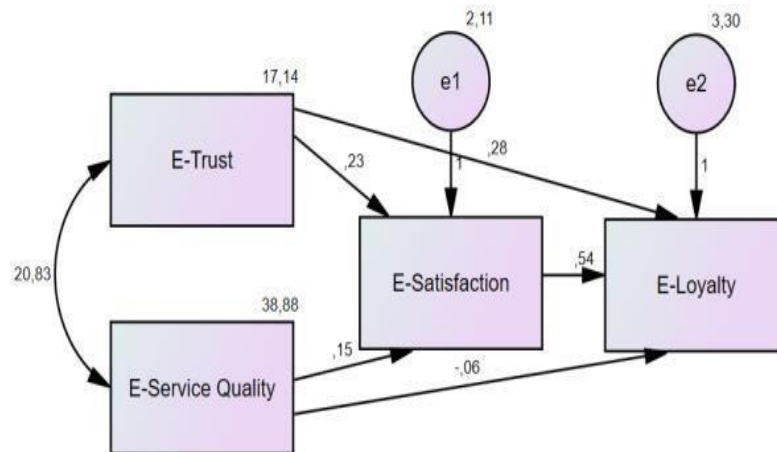 2,11
3,30
e1
e2
17,14
E-Trust
,23
1
,28
1
20,83
E-Satisfaction
,54
E-Loyalty
38,88
E-Service Quality
,15
-,06